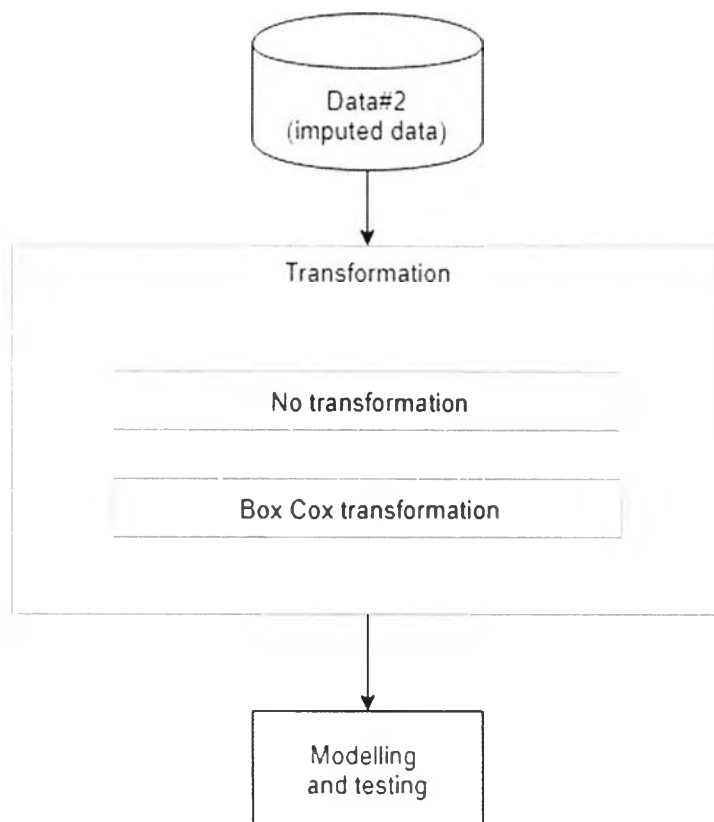 Data#2
(imputed data)
Transformation
No transformation
Box Cox transformation
Modelling
and testing